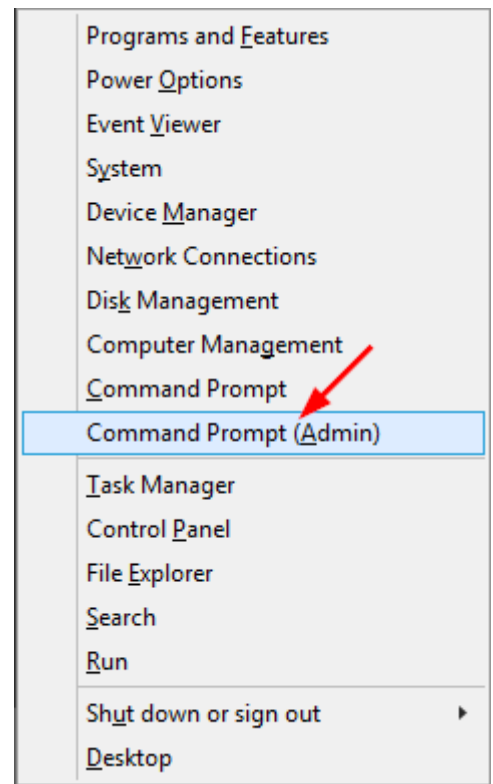 Programs and Features
Power Options
Event Viewer
System
Device Manager
Network Connections
Disk Management
Computer Management
Command Prompt
Command Prompt (Admin)
Task Manager
Control Panel
File Explorer
Search
Run
Shut down or sign out
Desktop